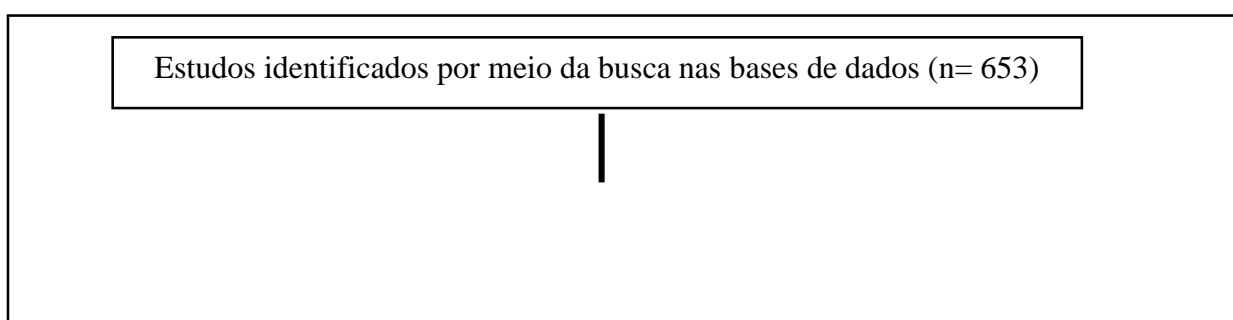 Estudos identificados por meio da busca nas bases de dados (n= 653)